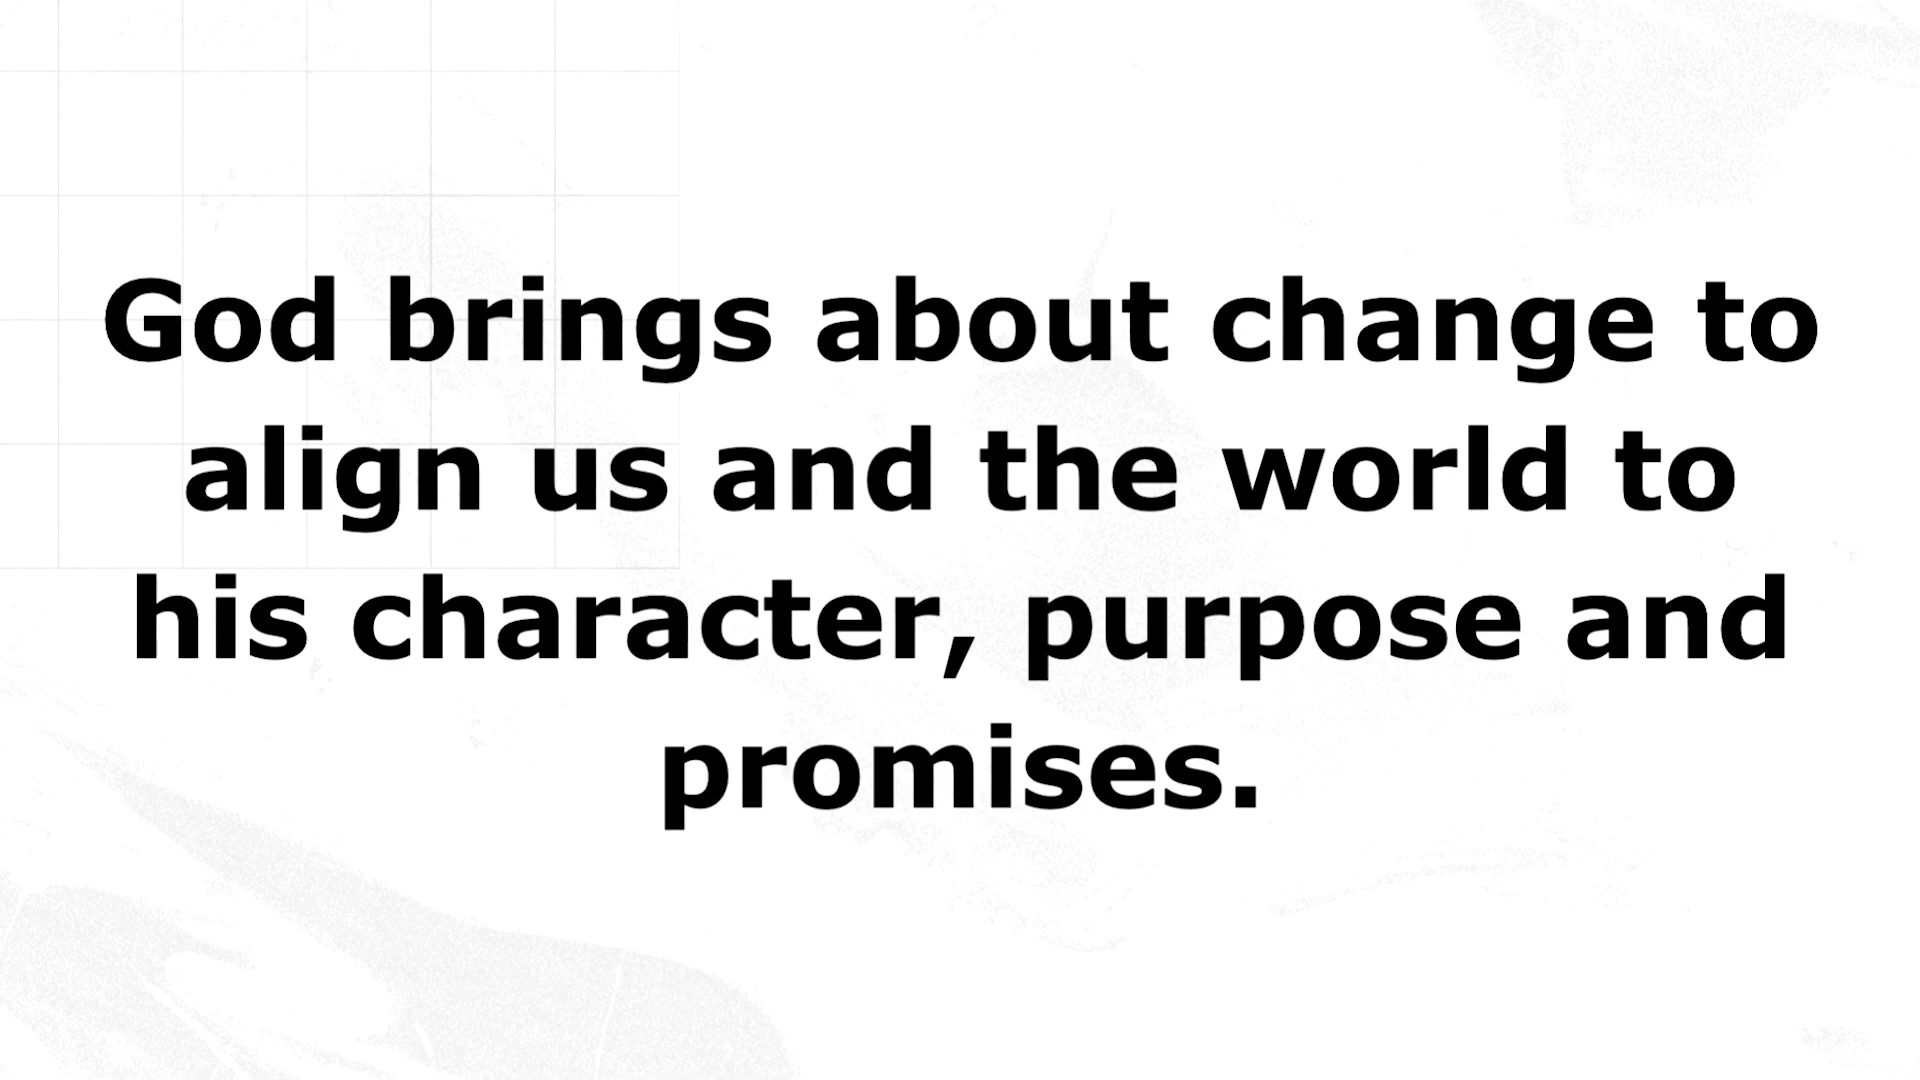 God brings about change to
align us and the world to
his character, purpose and
promises.